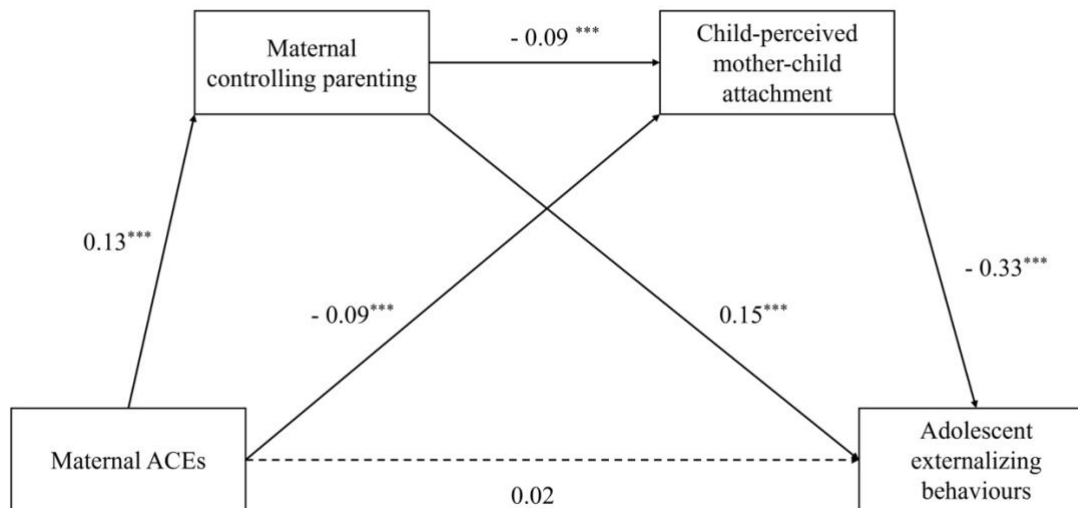 Maternal
controlling parenting
- 0.09 ***
Child-perceived
mother-child
attachment
0.13***
- 0.09***
0.15***
- 0.33***
Maternal ACEs
0.02
Adolescent
externalizing
behaviours